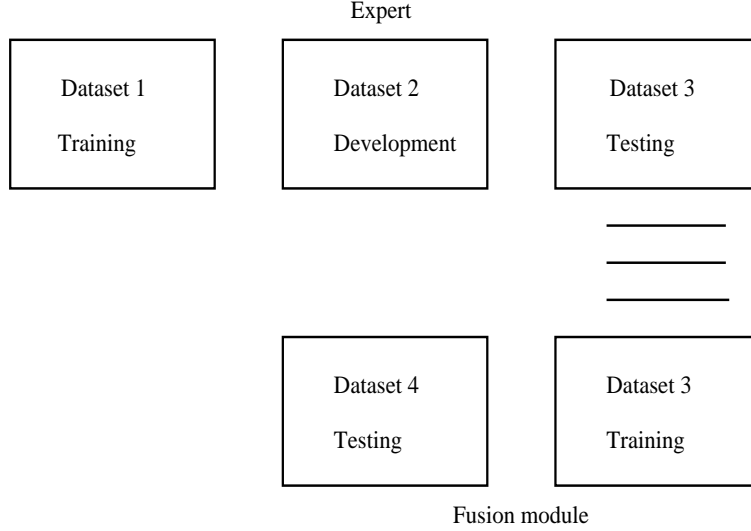 Expert
Dataset 1
Training
Dataset 2
Development
Dataset 3
Testing
Dataset 4
Testing
Dataset 3
Training
Fusion module